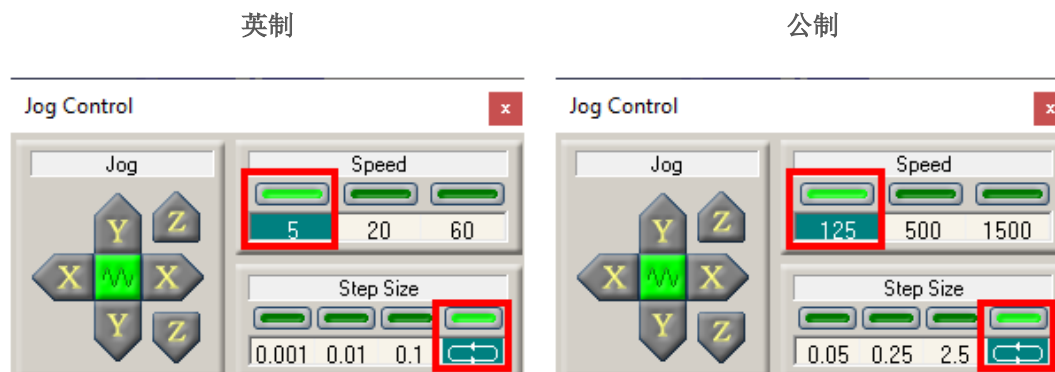 英制
公制
Jog Control
x
Jog
Speed
5 20 60
Y Z
X X
Y Z
Step Size
0.001 0.01 0.1
Jog Control
x
Jog
Speed
125 500 1500
Y Z
X X
Y Z
Step Size
0.05 0.25 2.5